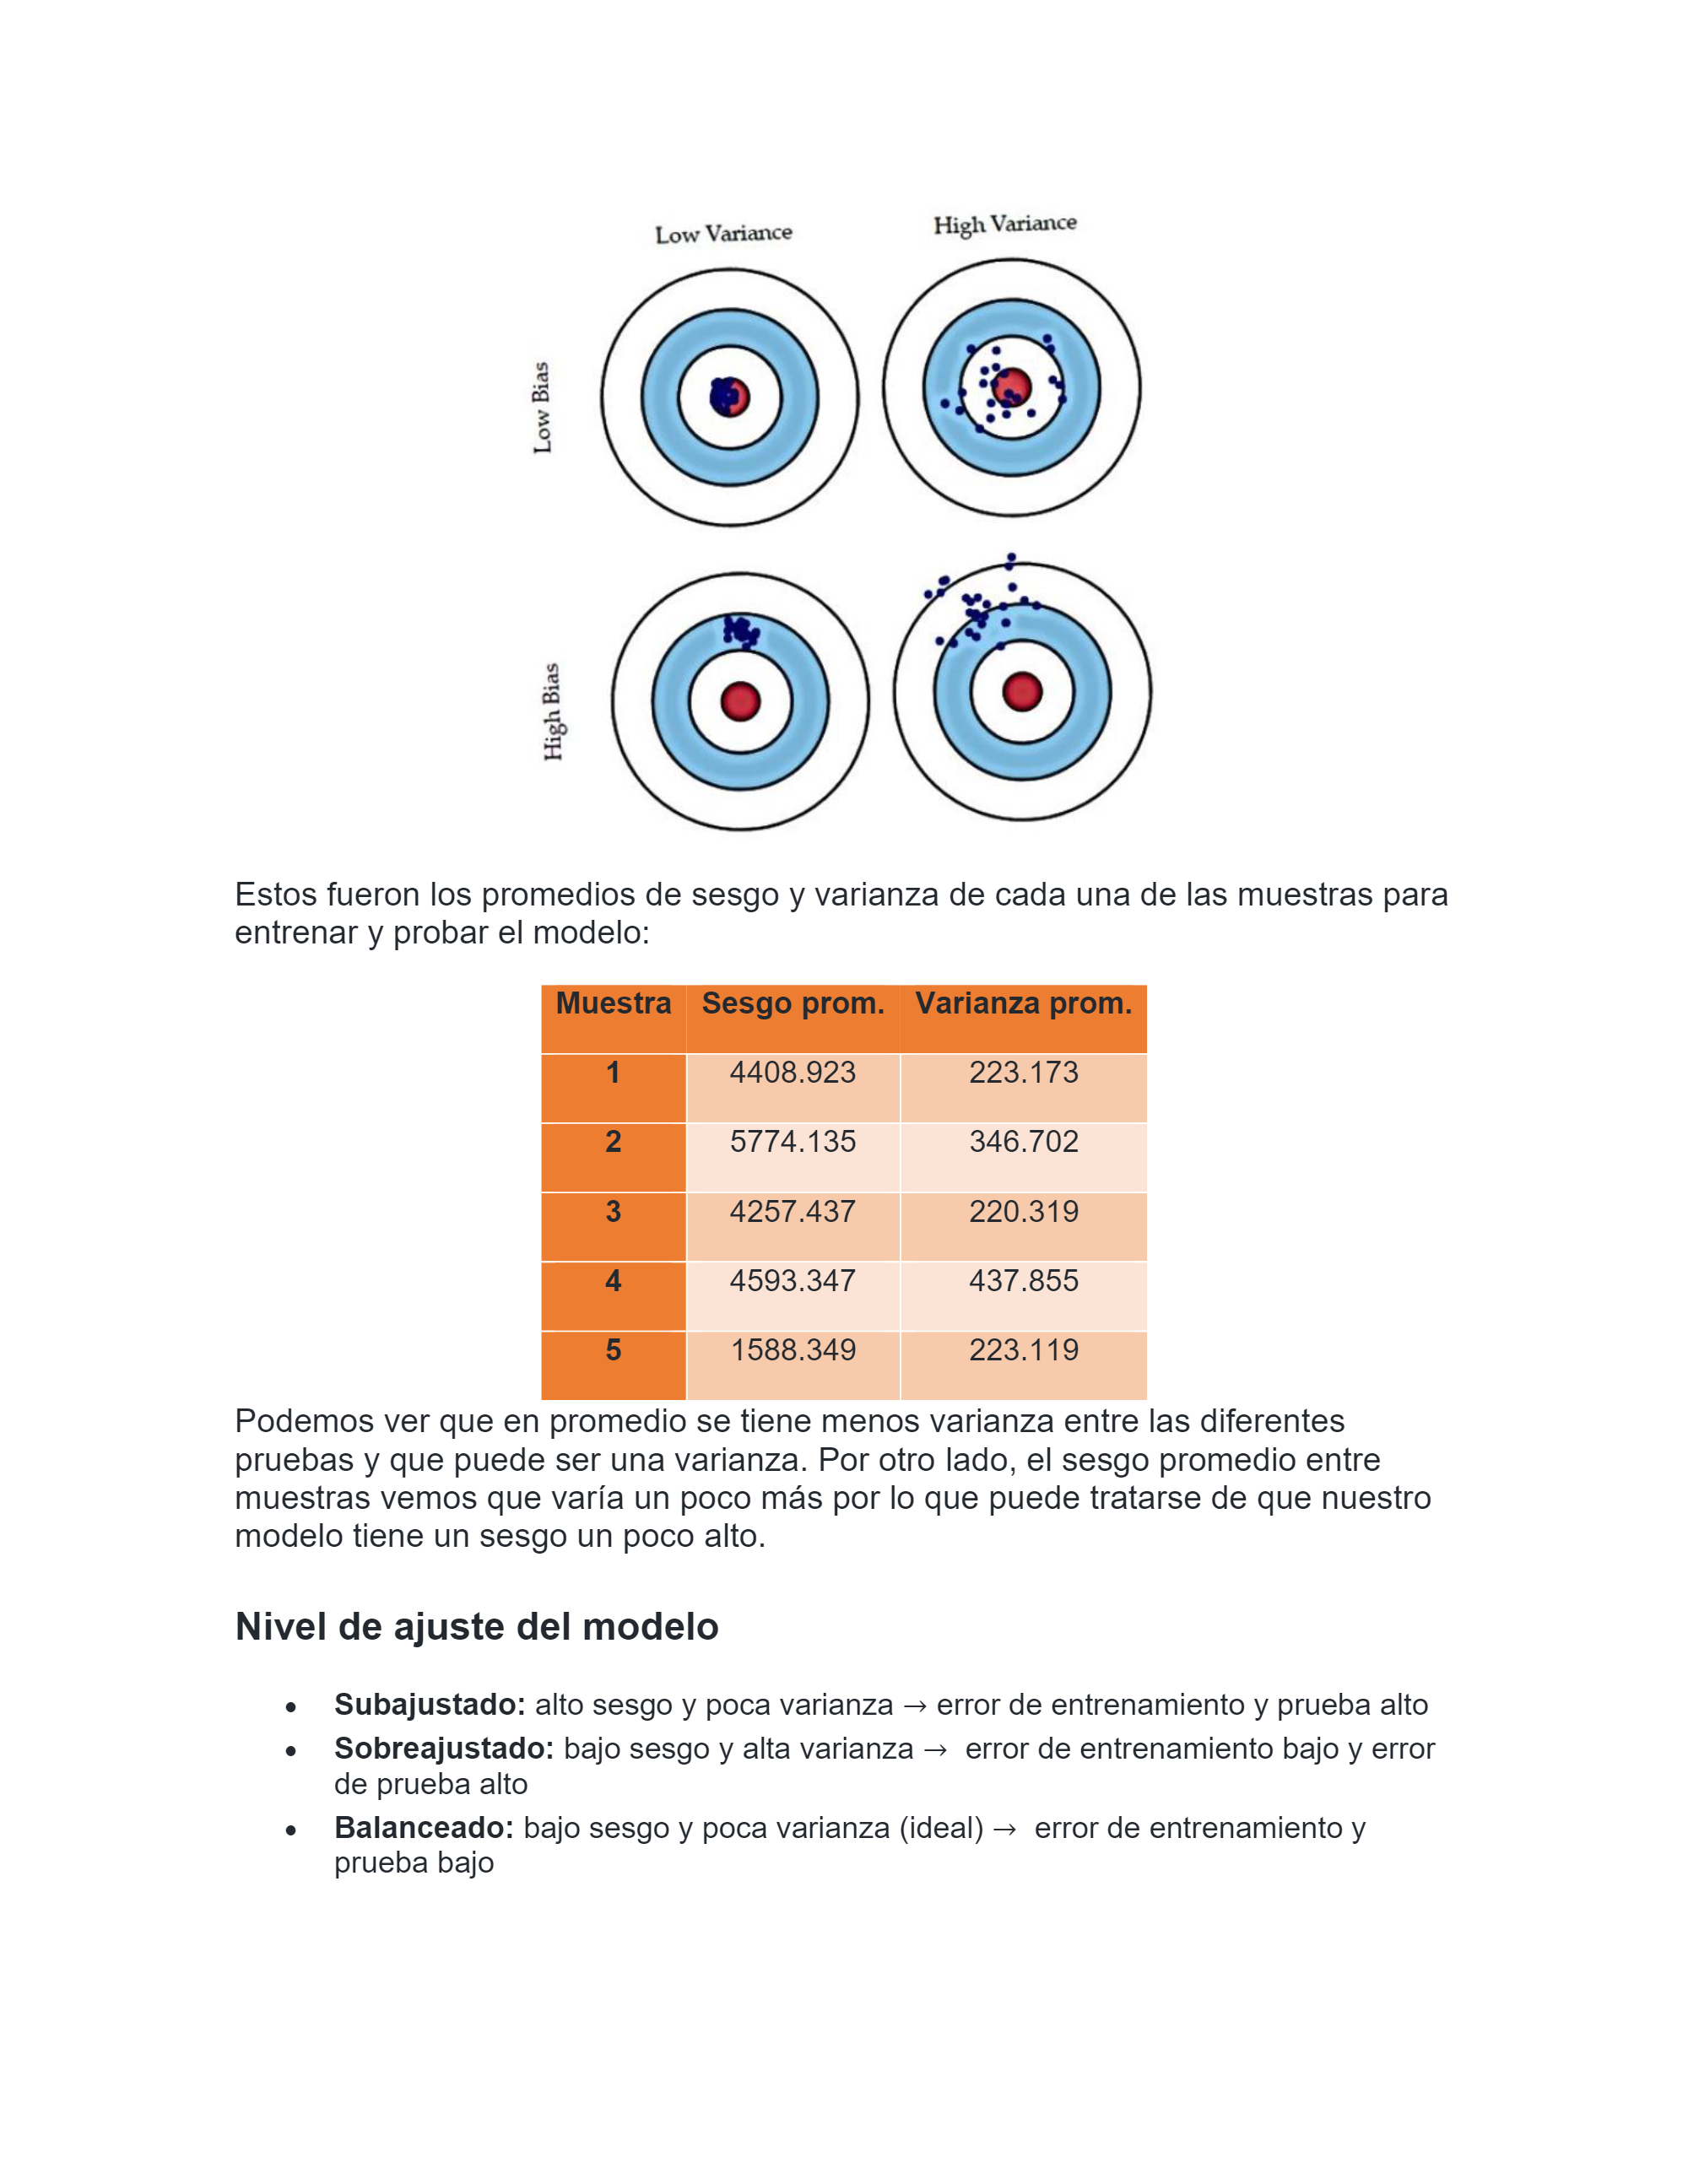 Low Variance
High Variance
Low Bias
High Bias
Estos fueron los promedios de sesgo y varianza de cada una de las muestras para
entrenar y probar el modelo:
Muestra Sesgo prom. Varianza prom.
1 4408.923 223.173
2 5774.135 346.702
3 4257.437 220.319
4 4593.347 437.855
5 1588.349 223.119
Podemos ver que en promedio se tiene menos varianza entre las diferentes
pruebas y que puede ser una varianza. Por otro lado, el sesgo promedio entre
muestras vemos que varía un poco más por lo que puede tratarse de que nuestro
modelo tiene un sesgo un poco alto.
Nivel de ajuste del modelo
• Subajustado: alto sesgo y poca varianza → error de entrenamiento y prueba alto
• Sobreajustado: bajo sesgo y alta varianza → error de entrenamiento bajo y error
de prueba alto
• Balanceado: bajo sesgo y poca varianza (ideal) → error de entrenamiento y
prueba bajo